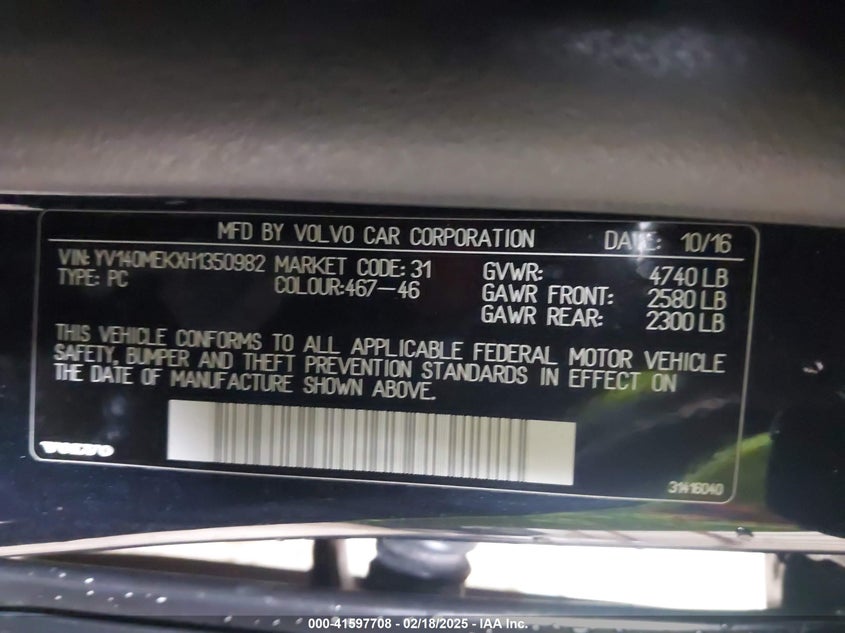 MFD BY VOLVO CAR CORPORATION DATE: 10/16
VIN: YV140MEKXH1350982 MARKET CODE: 31 GVWR: 4740 LB
TYPE: PC COLOUR:467-46 GAWR FRONT: 2580 LB
GAWR REAR: 2300 LB
THIS VEHICLE CONFORMS TO ALL APPLICABLE FEDERAL MOTOR VEHICLE
SAFETY, BUMPER AND THEFT PREVENTION STANDARDS IN EFFECT ON
THE DATE OF MANUFACTURE SHOWN ABOVE.
VOLVO
31416040
000-41597708 - 02/18/2025 - IAA Inc.